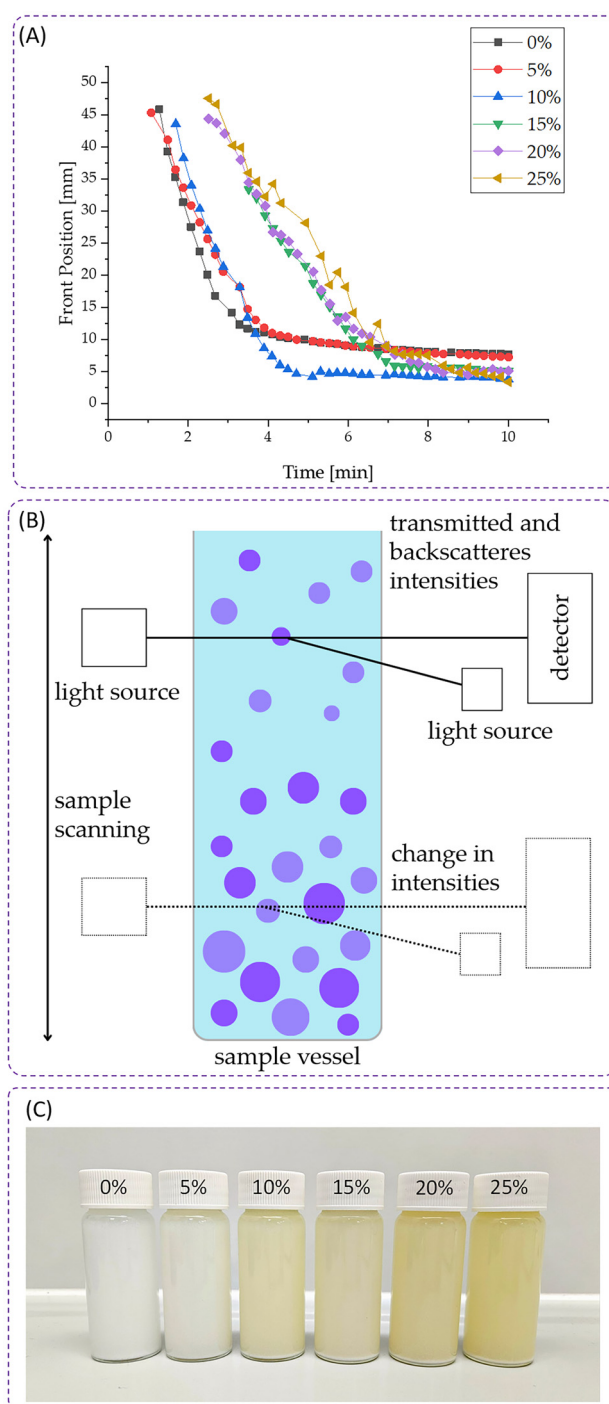 (A)
0%
5%
10%
15%
20%
25%
50
45
40
35
30
25
20
15
10
5
0
Front Position [mm]
0
2
4
6
8
10
Time [min]
(B)
transmitted and
backscatteres
intensities
detector
light source
light source
sample
scanning
change in
intensities
sample vessel
(C)
0%
5%
10%
15%
20%
25%